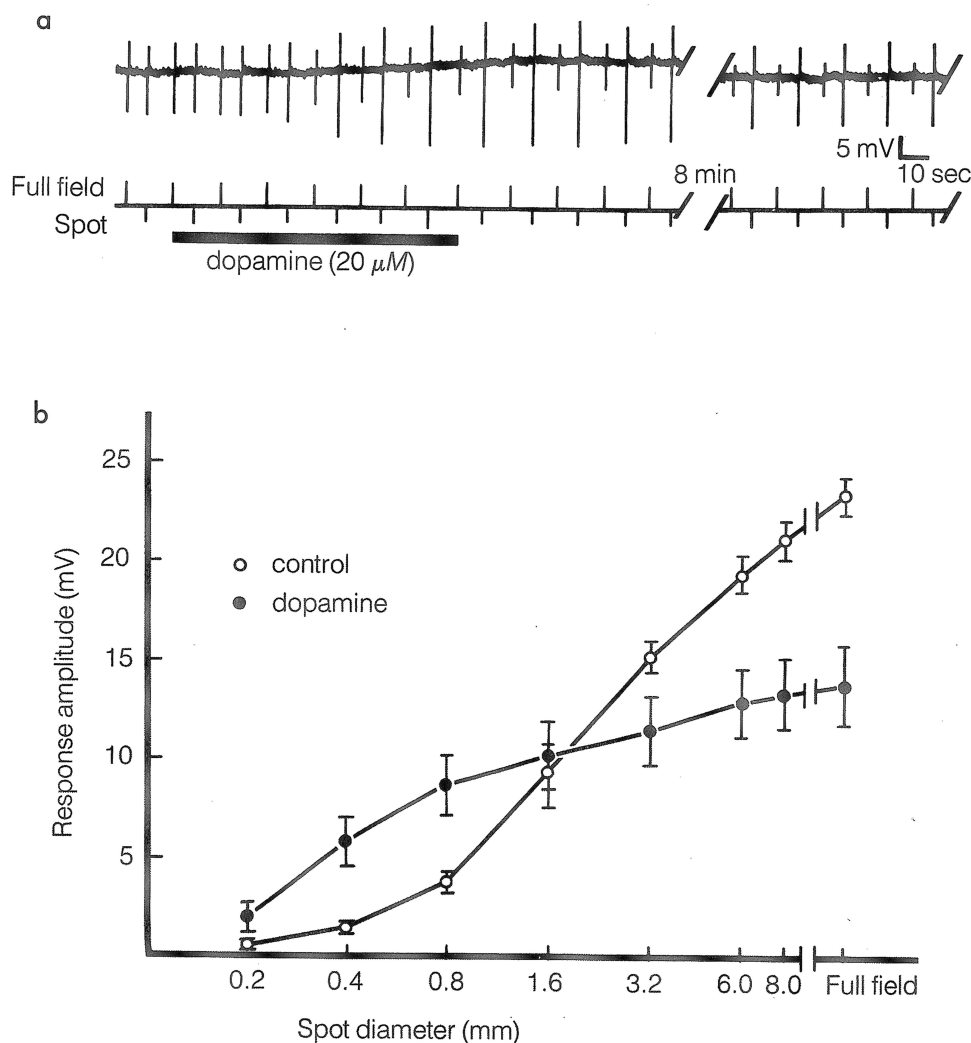 a
5 mV
10 sec
8 min
Full field
Spot
dopamine (20 μM)
b
25
20
15
10
5
Response amplitude (mV)
control
dopamine
0.2 0.4 0.8 1.6 3.2 6.0 8.0 Full field
Spot diameter (mm)